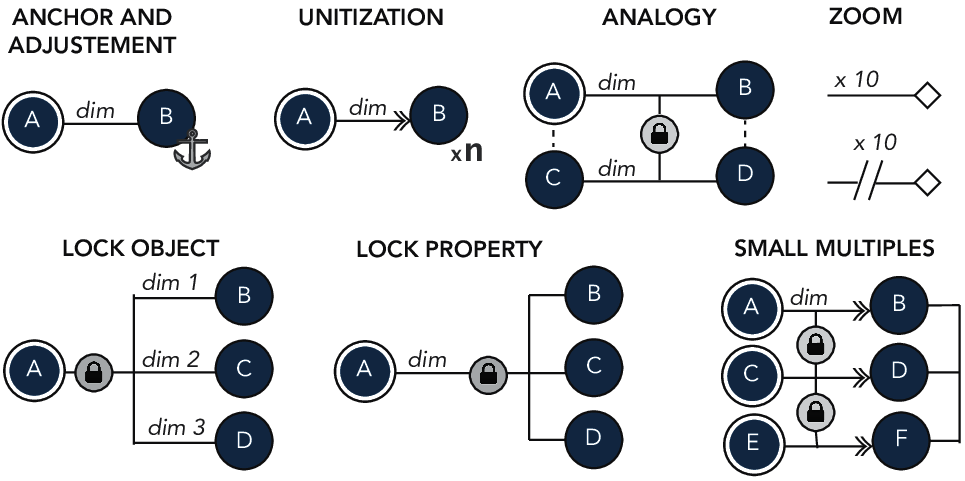 ANCHOR AND
ADJUSTEMENT
A dim B
UNITIZATION
A dim B
x n
ANALOGY
A dim B
C dim D
ZOOM
x 10
x 10
LOCK OBJECT
dim 1 B
A dim 2 C
dim 3 D
LOCK PROPERTY
B
A dim C
D
SMALL MULTIPLES
A dim B
C D
E F